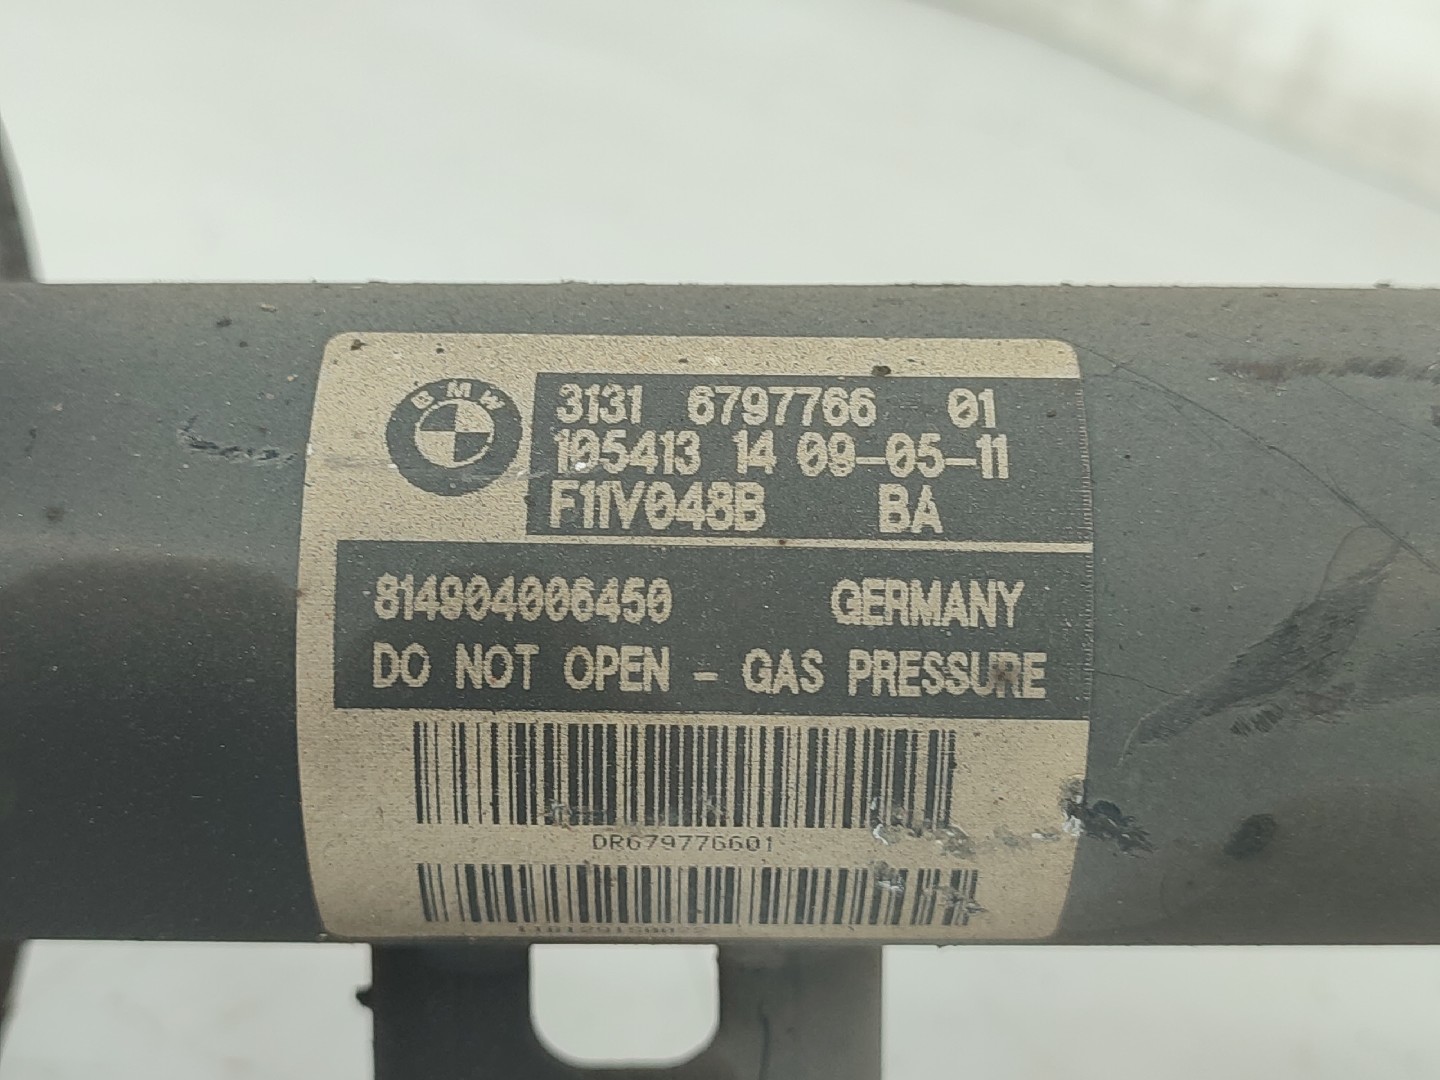 BMW
3131 6797766 01
105413 14 09-05-11
F11V048B BA
814904006450 GERMANY
DO NOT OPEN - GAS PRESSURE
DR679776601